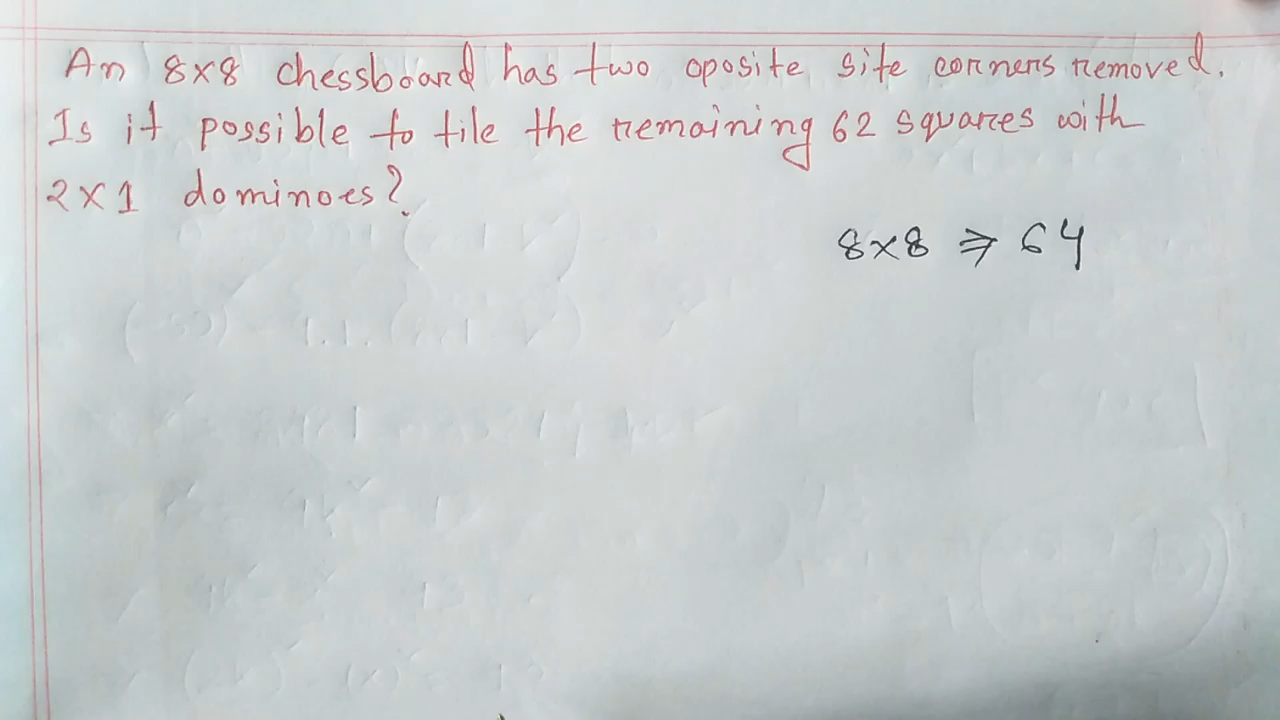 An 8x8 chessboard has two oposite site corners removed.
Is it possible to tile the remaining 62 squares with
2x1 dominoes?
8x8 ⇒ 64